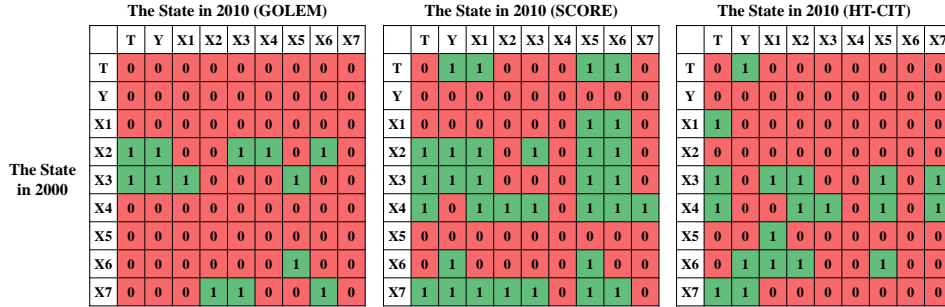 The State in 2010 (GOLEM)
T Y X1 X2 X3 X4 X5 X6 X7
T 0 0 0 0 0 0 0 0 0
Y 0 0 0 0 0 0 0 0 0
X1 0 0 0 0 0 0 0 0 0
X2 1 1 0 0 1 1 0 1 0
X3 1 1 1 0 0 0 1 0 0
X4 0 0 0 0 0 0 0 0 0
X5 0 0 0 0 0 0 0 0 0
X6 0 0 0 0 0 0 1 0 0
X7 0 0 0 1 1 0 0 1 0
The State
in 2000
The State in 2010 (SCORE)
T Y X1 X2 X3 X4 X5 X6 X7
T 0 1 1 0 0 0 1 1 0
Y 0 0 0 0 0 0 0 0 0
X1 0 0 0 0 0 0 1 1 0
X2 1 1 1 0 1 0 1 1 0
X3 1 1 1 0 0 0 1 1 0
X4 1 0 1 1 1 0 1 1 1
X5 0 0 0 0 0 0 0 0 0
X6 0 1 0 0 0 0 1 0 0
X7 1 1 1 1 1 0 1 1 0
The State in 2010 (HT-CIT)
T Y X1 X2 X3 X4 X5 X6 X7
T 0 1 0 0 0 0 0 0 0
Y 0 0 0 0 0 0 0 0 0
X1 1 0 0 0 0 0 0 0 0
X2 0 0 0 0 0 0 0 0 0
X3 1 0 1 1 0 0 1 0 1
X4 1 0 0 1 1 0 1 0 1
X5 0 0 1 0 0 0 0 0 0
X6 0 1 1 1 0 0 1 0 0
X7 1 1 0 0 0 0 0 0 0